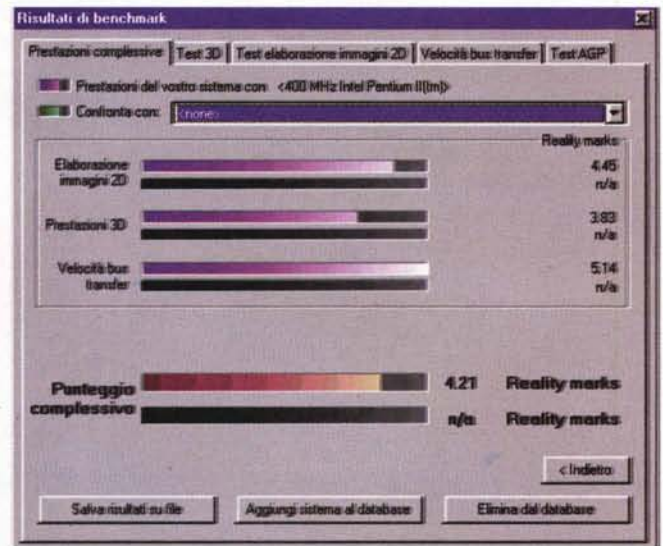 Risultati di benchmark
Prestazioni complessive Test 3D Test elaborazione immagini 2D Velocità bus transfer Test AGP
Prestazioni del vostro sistema con: <400 MHz Intel Pentium II(tm)>
Confronta con: <none>
Reality marks
Elaborazione immagini 2D 4.45
n/a
Prestazioni 3D 3.83
n/a
Velocità bus transfer 5.14
n/a
Punteggio complessivo 4.21 Reality marks
n/a Reality marks
< Indietro
Salva risultati su file Aggiungi sistema al database Elimina dal database